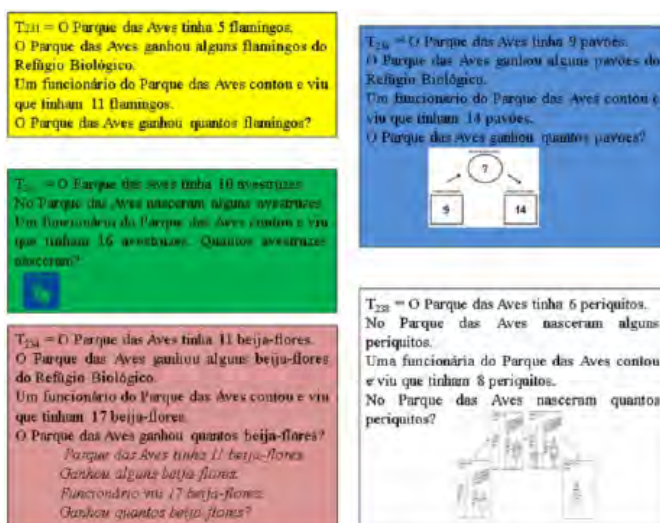 T231 = O Parque das Aves tinha 5 flamingos.
O Parque das Aves ganhou alguns flamingos do
Refúgio Biológico.
Um funcionário do Parque das Aves contou e viu
que tinham 11 flamingos.
O Parque das Aves ganhou quantos flamingos?
= O Parque das Aves tinha 10 avestruzes.
No Parque das Aves nasceram alguns avestruzes.
Um funcionário do Parque das Aves contou e viu
que tinham 16 avestruzes. Quantos avestruzes
nasceram?
T234 = O Parque das Aves tinha 11 beija-flores.
O Parque das Aves ganhou alguns beija-flores
do Refúgio Biológico.
Um funcionário do Parque das Aves contou e viu
que tinham 17 beija-flores.
O Parque das Aves ganhou quantos beija-flores?
Parque das Aves tinha 11 beija-flores.
Ganhou alguns beija-flores.
Funcionário viu 17 beija-flores.
Ganhou quantos beija-flores?
= O Parque das Aves tinha 9 pavões.
O Parque das Aves ganhou alguns pavões do
Refúgio Biológico.
Um funcionário do Parque das Aves contou e
viu que tinham 14 pavões.
O Parque das Aves ganhou quantos pavões?
?
9 14
= O Parque das Aves tinha 6 periquitos.
No Parque das Aves nasceram alguns
periquitos.
Uma funcionária do Parque das Aves contou
e viu que tinham 8 periquitos.
No Parque das Aves nasceram quantos
periquitos?